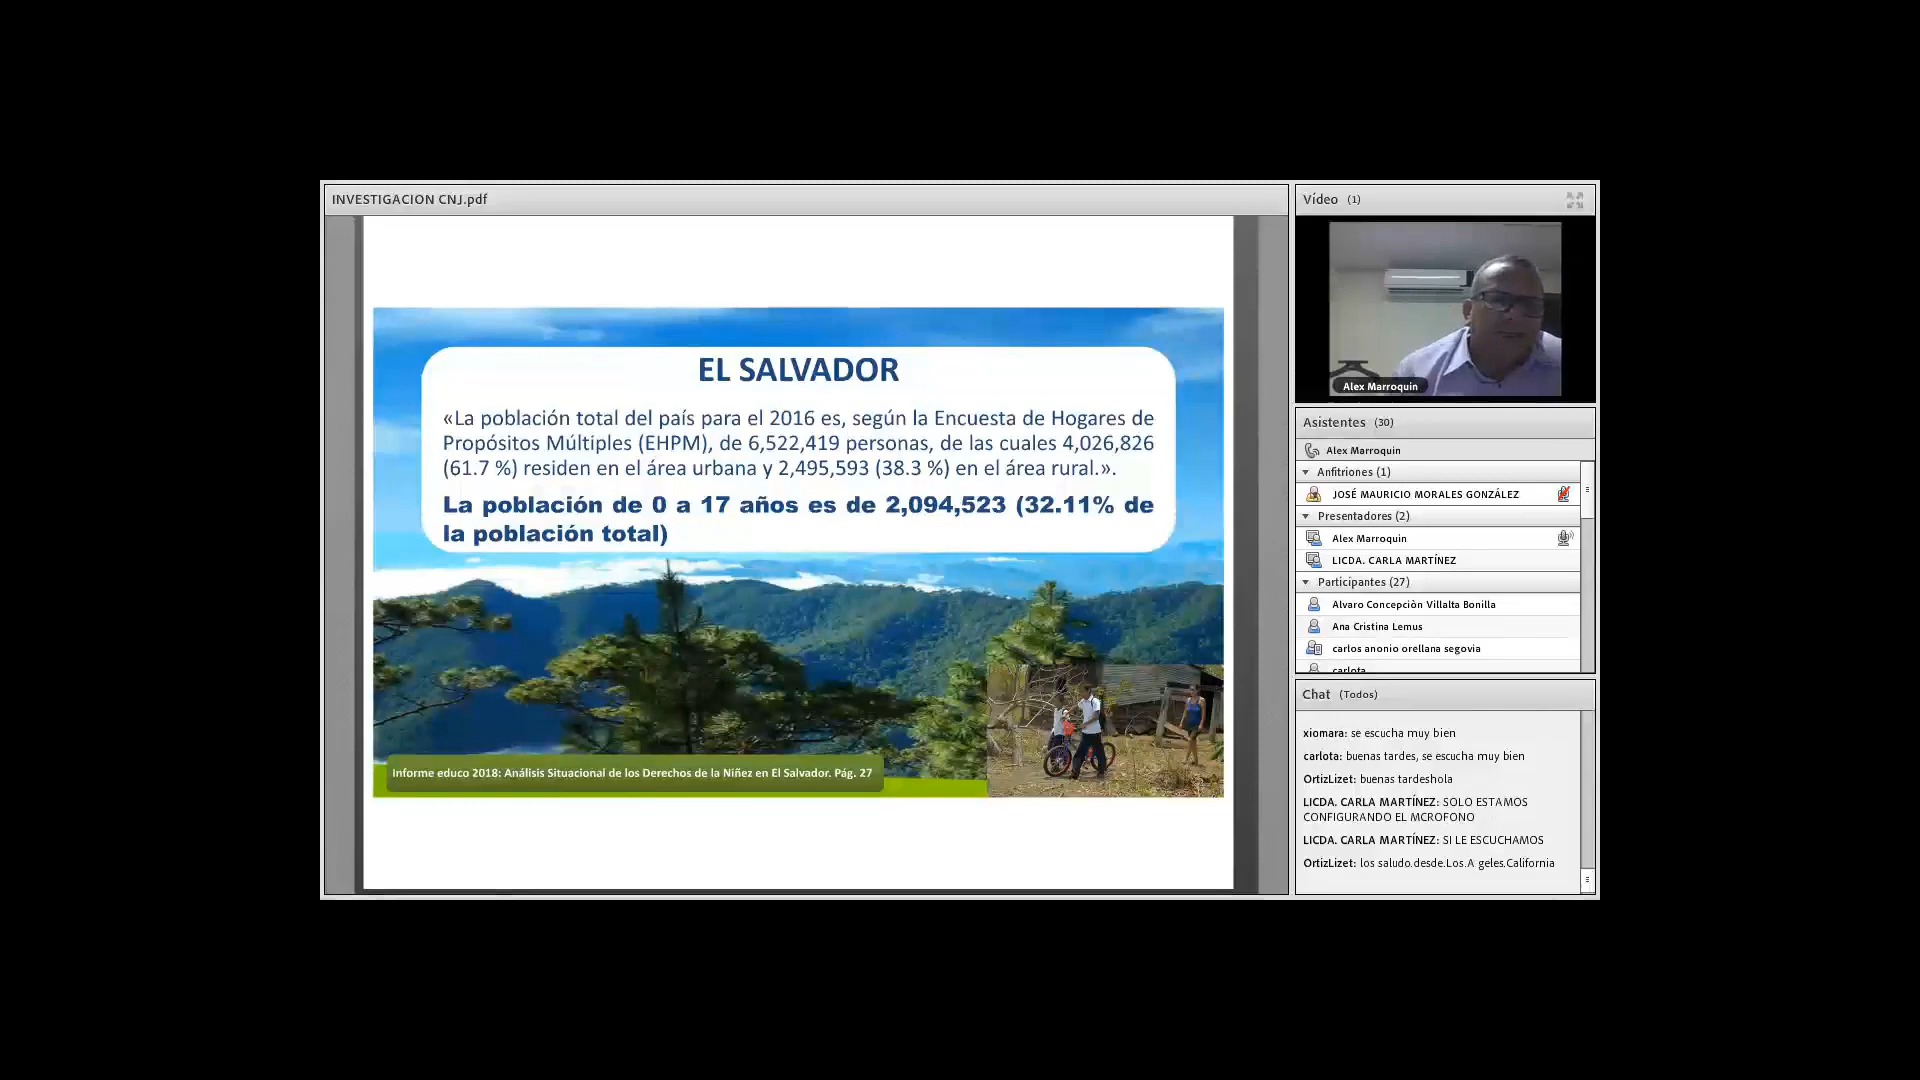 INVESTIGACION CNJ.pdf
EL SALVADOR
«La población total del país para el 2016 es, según la Encuesta de Hogares de
Propósitos Múltiples (EHPM), de 6,522,419 personas, de las cuales 4,026,826
(61.7 %) residen en el área urbana y 2,495,593 (38.3 %) en el área rural.».
La población de 0 a 17 años es de 2,094,523 (32.11% de
la población total)
Informe educo 2018: Análisis Situacional de los Derechos de la Niñez en El Salvador. Pág. 27
Vídeo (1)
Alex Marroquin
Asistentes (30)
Alex Marroquin
Anfitriones (1)
JOSÉ MAURICIO MORALES GONZÁLEZ
Presentadores (2)
Alex Marroquin
LICDA. CARLA MARTÍNEZ
Participantes (27)
Alvaro Concepciòn Villalta Bonilla
Ana Cristina Lemus
carlos anonio orellana segovia
carlota
Chat (Todos)
xiomara: se escucha muy bien
carlota: buenas tardes, se escucha muy bien
OrtizLizet: buenas tardeshola
LICDA. CARLA MARTÍNEZ: SOLO ESTAMOS
CONFIGURANDO EL MCROFONO
LICDA. CARLA MARTÍNEZ: SI LE ESCUCHAMOS
OrtizLizet: los saludo.desde.Los.A geles.California